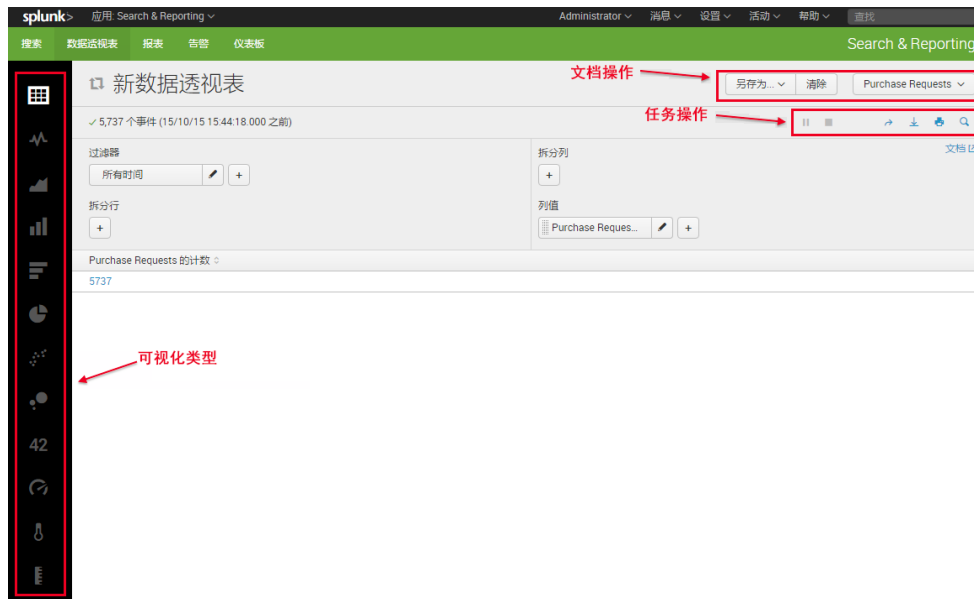 splunk> 应用: Search & Reporting Administrator 消息 设置 活动 帮助 查找
搜索 数据透视表 报表 告警 仪表板 Search & Reporting
新数据透视表 文档操作 另存为... 清除 Purchase Requests
5,737 个事件 (15/10/15 15:44:18.000 之前) 任务操作
过滤器 拆分列 文档
所有时间 + +
拆分行 列值
+ Purchase Reques... +
Purchase Requests 的计数
5737
可视化类型
42